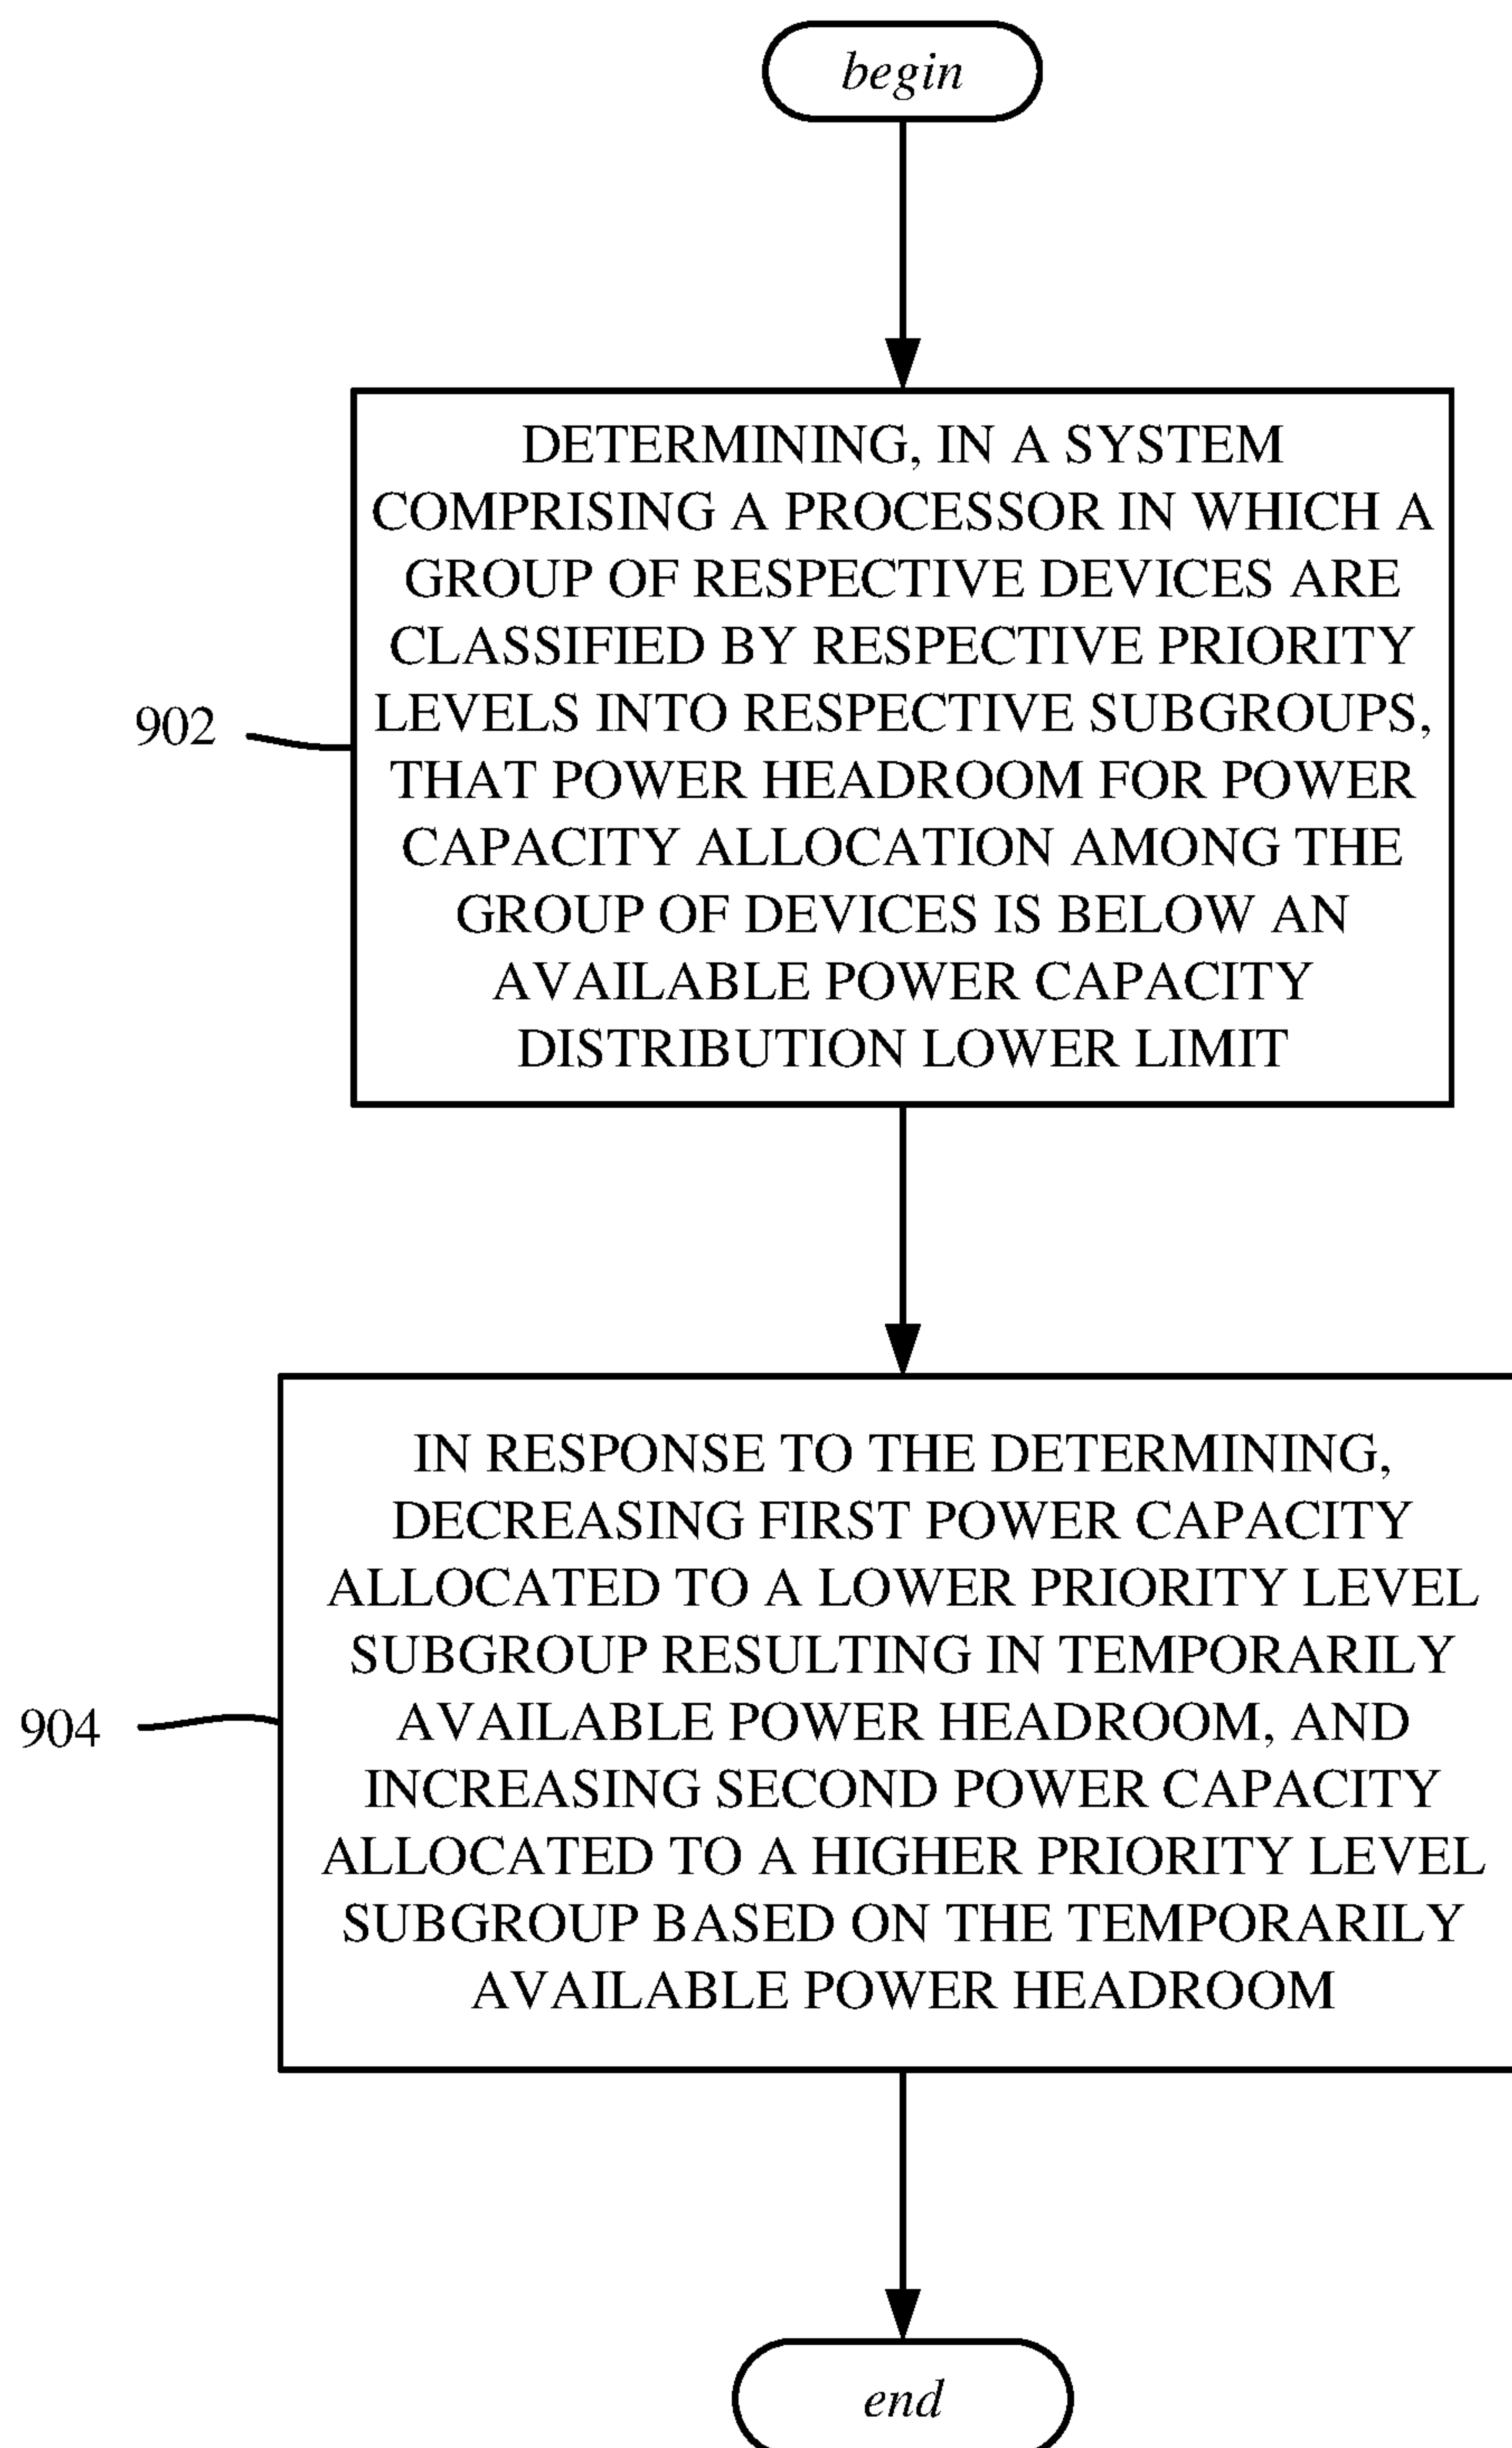 begin
DETERMINING, IN A SYSTEM
COMPRISING A PROCESSOR IN WHICH A
GROUP OF RESPECTIVE DEVICES ARE
CLASSIFIED BY RESPECTIVE PRIORITY
LEVELS INTO RESPECTIVE SUBGROUPS,
THAT POWER HEADROOM FOR POWER
CAPACITY ALLOCATION AMONG THE
GROUP OF DEVICES IS BELOW AN
AVAILABLE POWER CAPACITY
DISTRIBUTION LOWER LIMIT
902
IN RESPONSE TO THE DETERMINING,
DECREASING FIRST POWER CAPACITY
ALLOCATED TO A LOWER PRIORITY LEVEL
SUBGROUP RESULTING IN TEMPORARILY
AVAILABLE POWER HEADROOM, AND
INCREASING SECOND POWER CAPACITY
ALLOCATED TO A HIGHER PRIORITY LEVEL
SUBGROUP BASED ON THE TEMPORARILY
AVAILABLE POWER HEADROOM
904
end